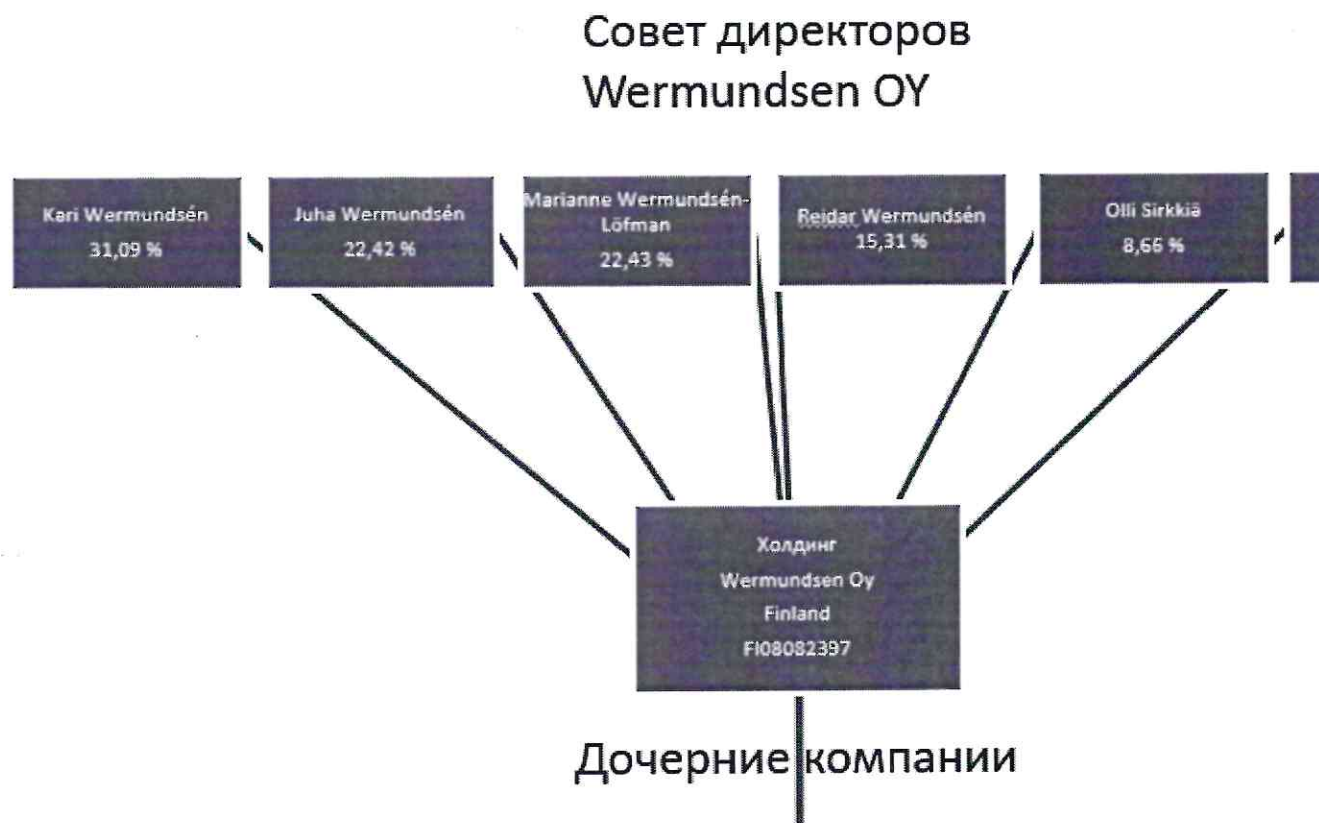 Совет директоров
Wermundsen OY
Kari Wermundsén
31,09 %
Juha Wermundsén
22,42 %
Marianne Wermundsén-
Löfman
22,43 %
Reidar Wermundsén
15,31 %
Olli Sirkkiä
8,66 %
Холдинг
Wermundsen Oy
Finland
FI08082397
Дочерние компании